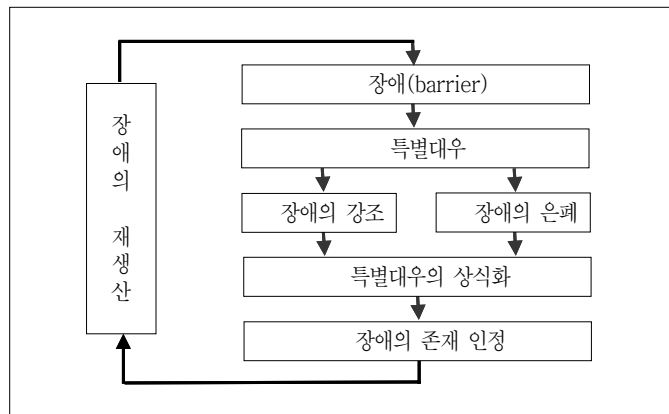 장애(barrier)
특별대우
장애의 강조
장애의 은폐
특별대우의 상식화
장애의 존재 인정
장애의 재생산